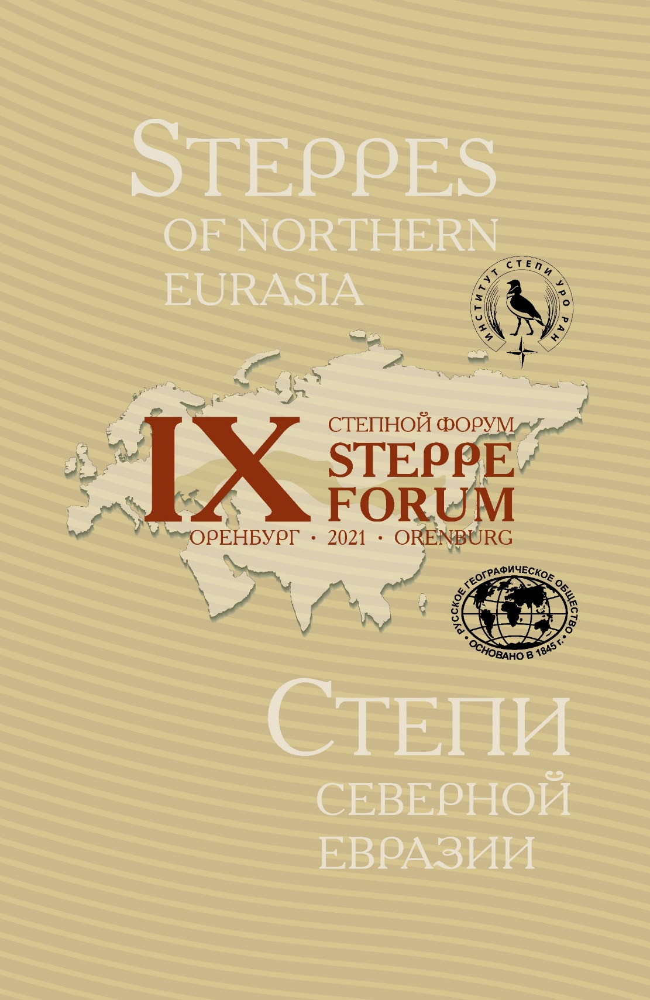 STEPPES
OF NORTHERN
EURASIA
ИНСТИТУТ СТЕПИ УРО РАН
IX
СТЕПНОЙ ФОРУМ
STEPPE
FORUM
ОРЕНБУРГ • 2021 • ORENBURG
РУССКОЕ ГЕОГРАФИЧЕСКОЕ ОБЩЕСТВО
• ОСНОВАНО В 1845 г. •
СТЕПИ
СЕВЕРНОЙ
ЕВРАЗИИ